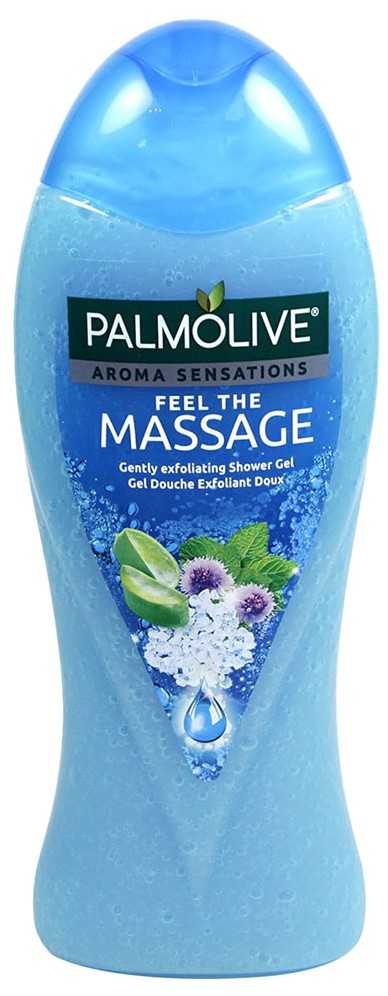 PALMOLIVE®
AROMA SENSATIONS
FEEL THE
MASSAGE
Gently exfoliating Shower Gel
Gel Douche Exfoliant Doux